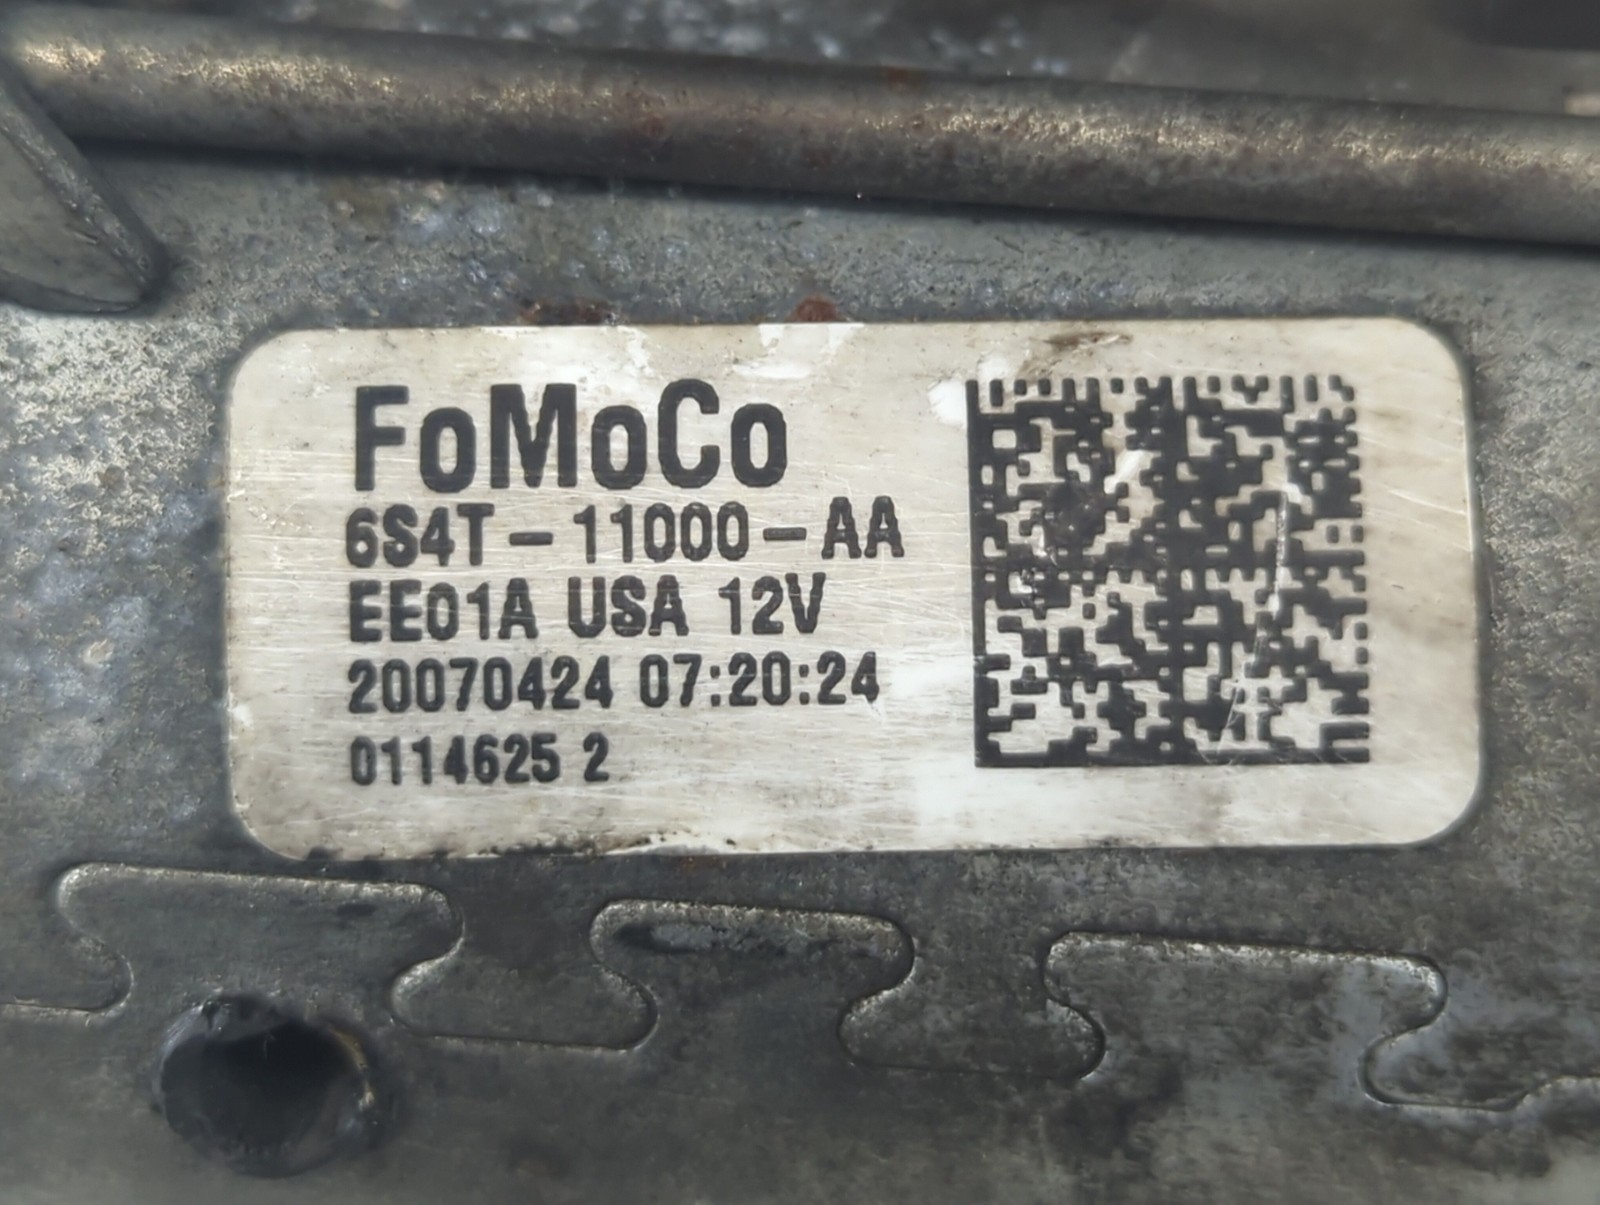 FoMoCo
6S4T-11000-AA
EE01A USA 12V
20070424 07:20:24
0114625 2